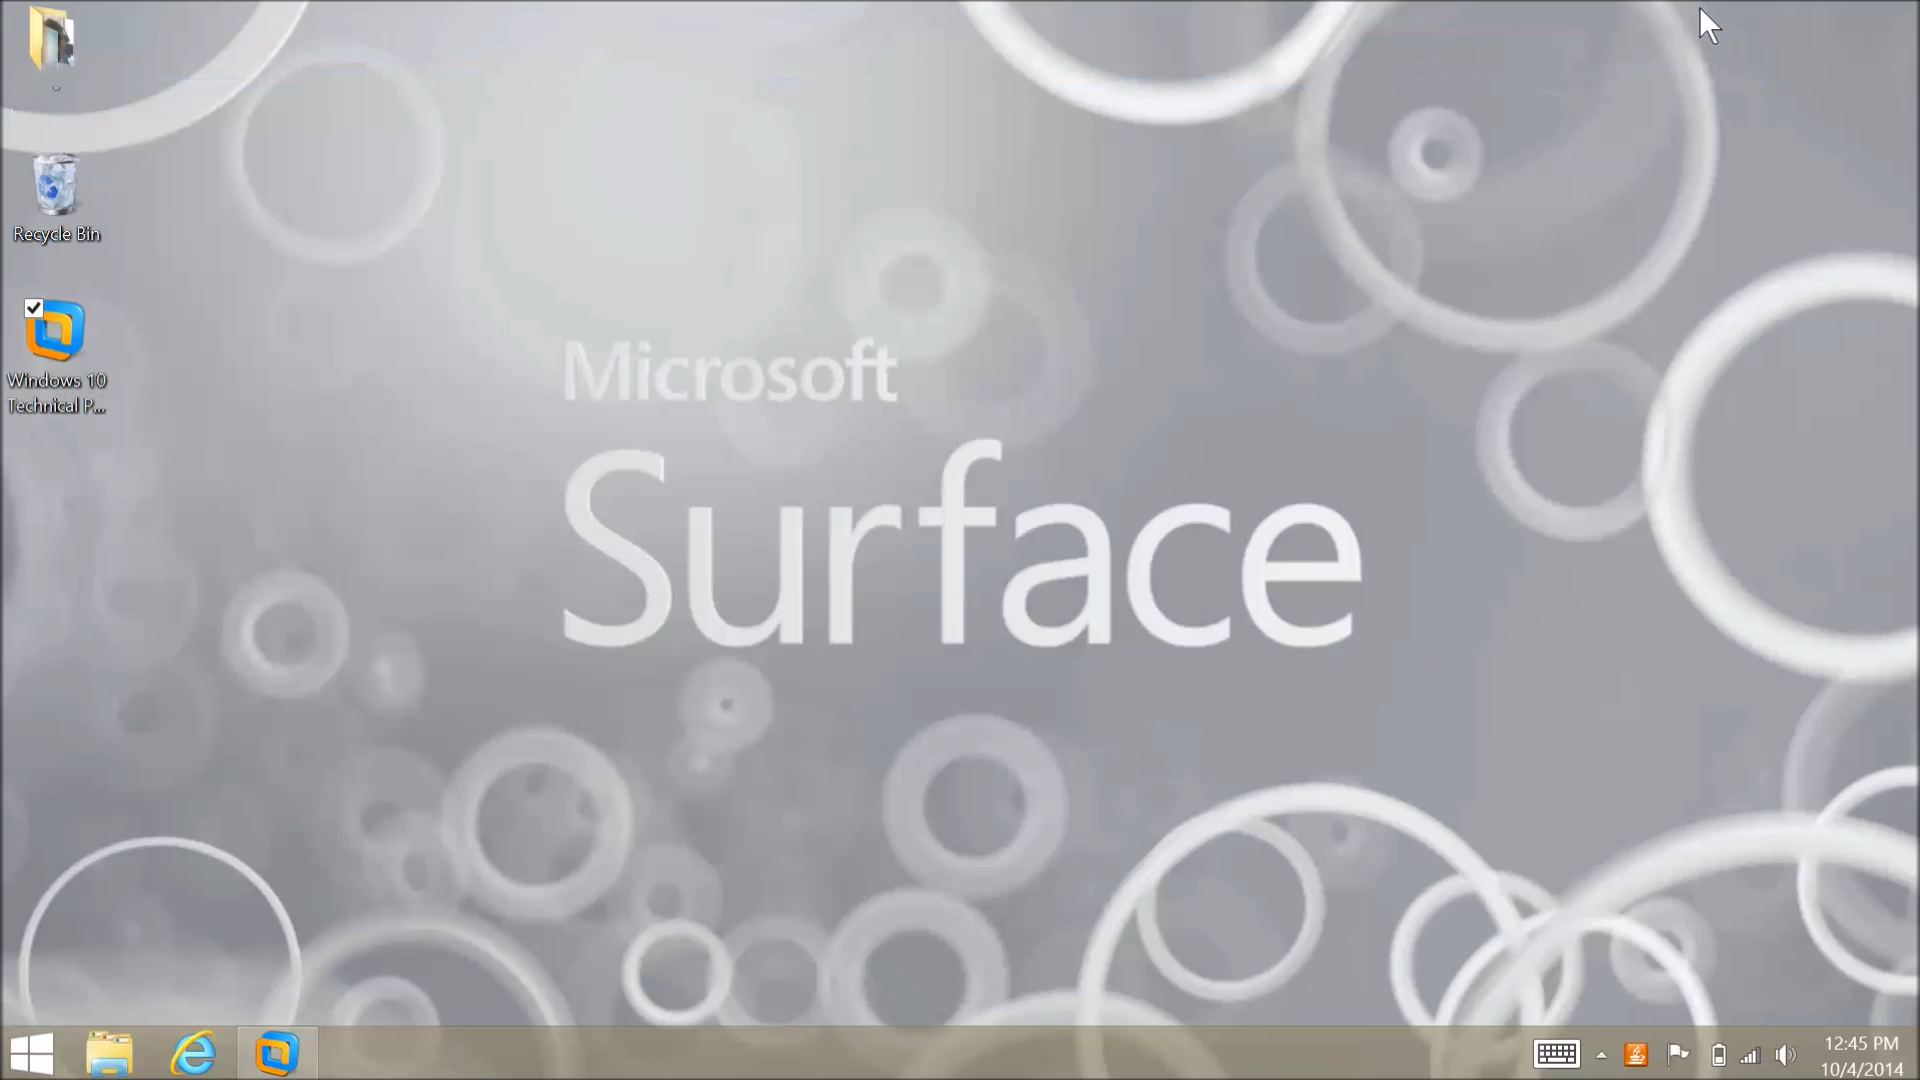 -
Recycle Bin
Windows 10
Technical P...
Microsoft
Surface
12:45 PM
10/4/2014